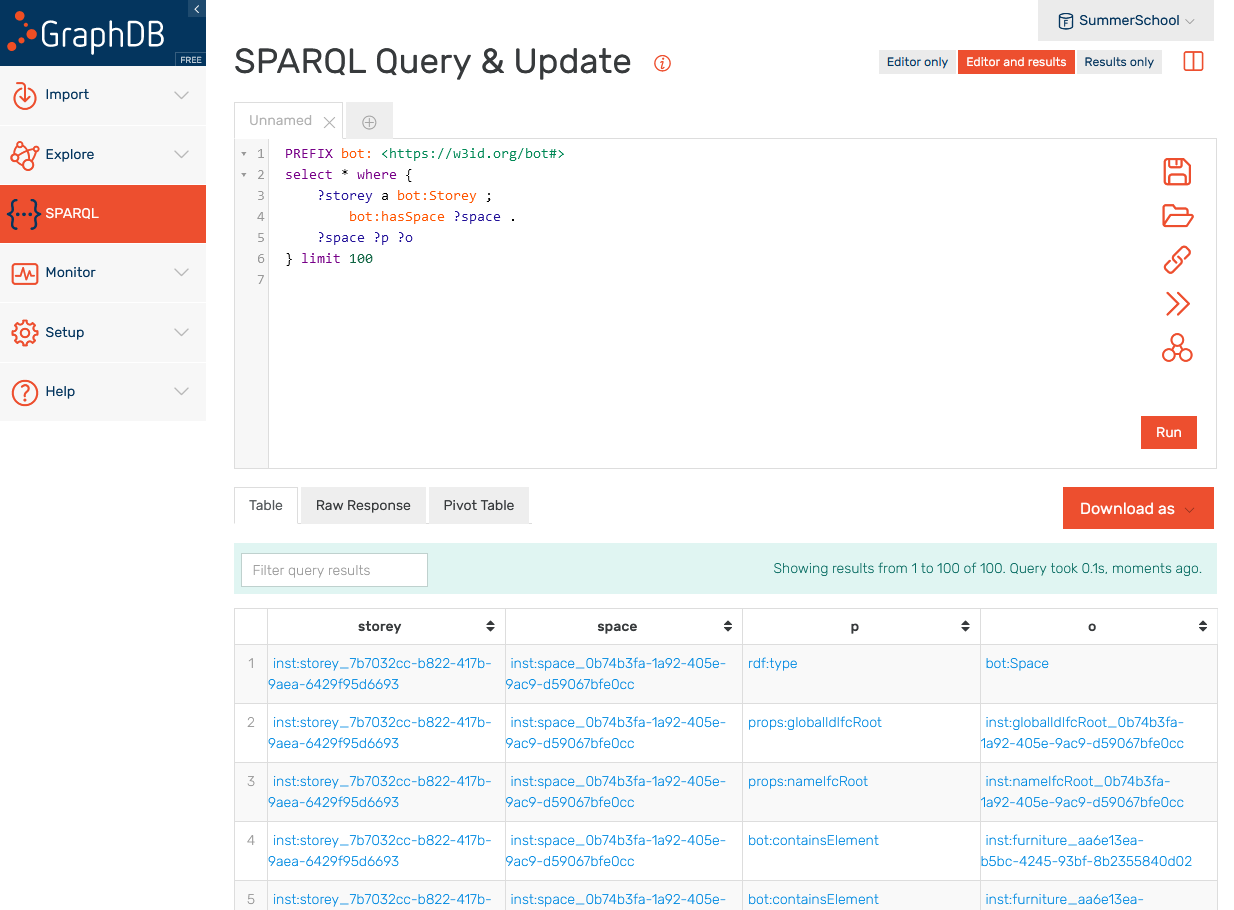 GraphDB
FREE
SummerSchool
SPARQL Query & Update
Editor only
Editor and results
Results only
Import
Explore
SPARQL
Monitor
Setup
Help
Unnamed
1 PREFIX bot: <https://w3id.org/bot#>
2 select * where {
3 ?storey a bot:Storey ;
4 bot:hasSpace ?space .
5 ?space ?p ?o
6 } limit 100
7
Run
Table
Raw Response
Pivot Table
Download as
Filter query results
Showing results from 1 to 100 of 100. Query took 0.1s, moments ago.
storey space p o
1 inst:storey_7b7032cc-b822-417b- inst:space_0b74b3fa-1a92-405e- rdf:type bot:Space
9aea-6429f95d6693 9ac9-d59067bfe0cc
2 inst:storey_7b7032cc-b822-417b- inst:space_0b74b3fa-1a92-405e- props:globalIdIfcRoot inst:globalIdIfcRoot_0b74b3fa-
9aea-6429f95d6693 9ac9-d59067bfe0cc 1a92-405e-9ac9-d59067bfe0cc
3 inst:storey_7b7032cc-b822-417b- inst:space_0b74b3fa-1a92-405e- props:nameIfcRoot inst:nameIfcRoot_0b74b3fa-
9aea-6429f95d6693 9ac9-d59067bfe0cc 1a92-405e-9ac9-d59067bfe0cc
4 inst:storey_7b7032cc-b822-417b- inst:space_0b74b3fa-1a92-405e- bot:containsElement inst:furniture_aa6e13ea-
9aea-6429f95d6693 9ac9-d59067bfe0cc b5bc-4245-93bf-8b2355840d02
5 inst:storey_7b7032cc-b822-417b- inst:space_0b74b3fa-1a92-405e- bot:containsElement inst:furniture_aa6e13ea-